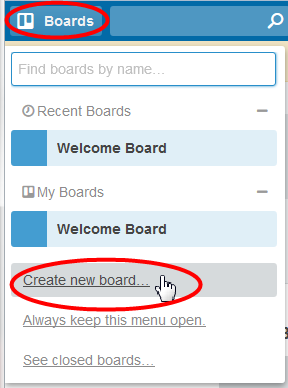 Boards
Find boards by name...
Recent Boards
Welcome Board
My Boards
Welcome Board
Create new board...
Always keep this menu open.
See closed boards...